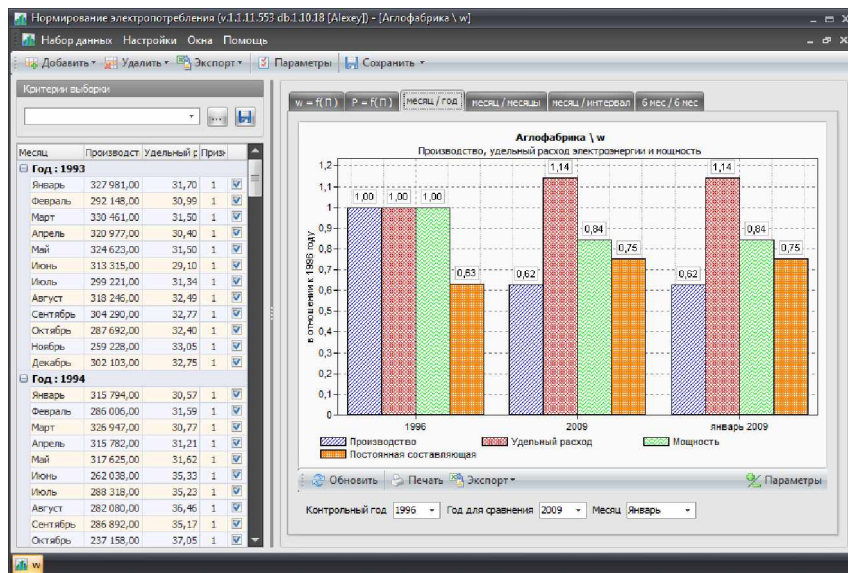 Нормирование электропотребления (v.1.1.11.553 db.1.10.18 [Alexey]) - [Аглофабрика \ w]
Набор данных Настройки Окна Помощь
Добавить Удалить Экспорт Параметры Сохранить
Критерии выборки
...
Месяц Производст Удельный р Призн
Год : 1993
Январь 327 981,00 31,70 1
Февраль 292 148,00 30,99 1
Март 330 461,00 31,50 1
Апрель 320 977,00 30,40 1
Май 324 623,00 31,50 1
Июнь 313 315,00 29,10 1
Июль 299 221,00 31,34 1
Август 318 246,00 32,49 1
Сентябрь 304 290,00 32,77 1
Октябрь 287 692,00 32,40 1
Ноябрь 259 228,00 33,05 1
Декабрь 302 103,00 32,75 1
Год : 1994
Январь 315 794,00 30,57 1
Февраль 286 006,00 31,59 1
Март 326 947,00 30,77 1
Апрель 315 782,00 31,21 1
Май 317 625,00 31,62 1
Июнь 262 038,00 35,33 1
Июль 288 318,00 35,23 1
Август 282 080,00 36,46 1
Сентябрь 286 892,00 35,17 1
Октябрь 237 158,00 37,05 1
w = f( П ) P = f( П ) месяц / год месяц / месяцы месяц / интервал 6 мес / 6 мес
Аглофабрика \ w
Производство, удельный расход электроэнергии и мощность
в отношении к 1996 году
1,2
1,1
1
0,9
0,8
0,7
0,6
0,5
0,4
0,3
0,2
0,1
0
1,00 1,00 1,00 0,63
0,62 1,14 0,84 0,75
0,62 1,14 0,84 0,75
1996 2009 январь 2009
Производство Удельный расход Мощность
Постоянная составляющая
Обновить Печать Экспорт Параметры
Контрольный год 1996 Год для сравнения 2009 Месяц Январь
w